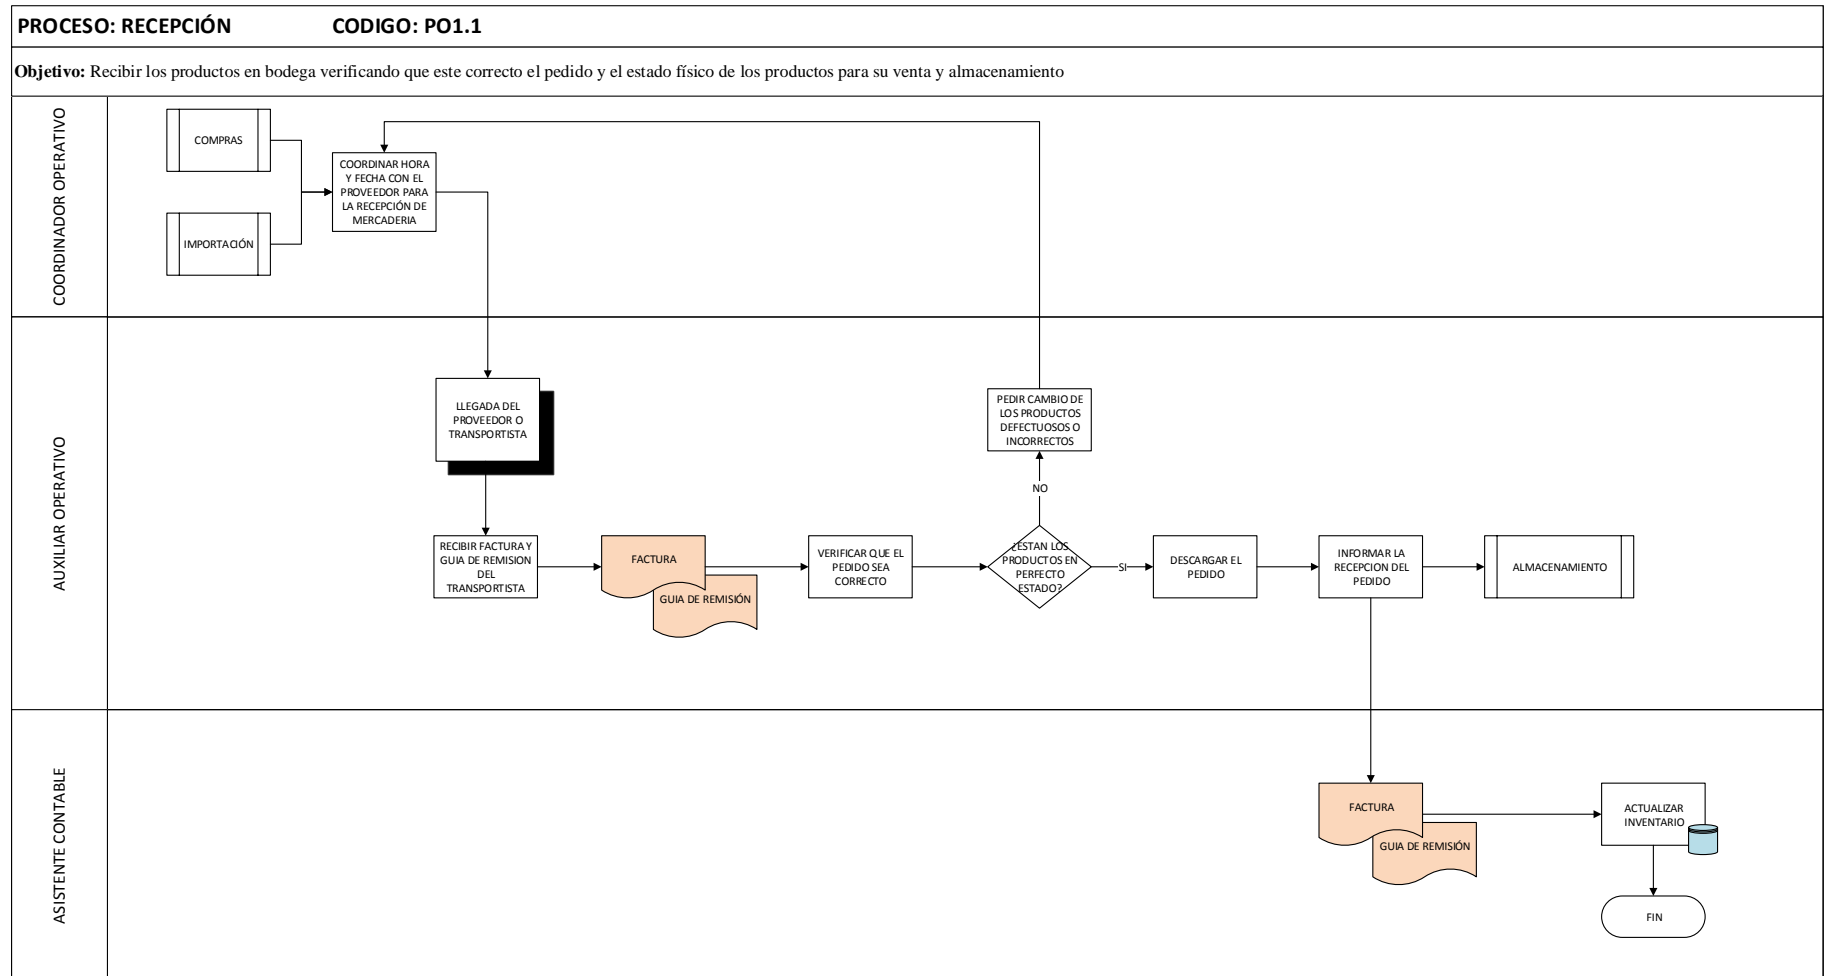 PROCESO: RECEPCIÓN CODIGO: PO1.1
Objetivo: Recibir los productos en bodega verificando que este correcto el pedido y el estado físico de los productos para su venta y almacenamiento
COORDINADOR OPERATIVO
COMPRAS
IMPORTACIÓN
COORDINAR HORA
Y FECHA CON EL
PROVEEDOR PARA
LA RECEPCIÓN DE
MERCADERIA
AUXILIAR OPERATIVO
LLEGADA DEL
PROVEEDOR O
TRANSPORTISTA
RECIBIR FACTURA Y
GUIA DE REMISION
DEL
TRANSPORTISTA
FACTURA
GUIA DE REMISIÓN
VERIFICAR QUE EL
PEDIDO SEA
CORRECTO
¿ESTAN LOS
PRODUCTOS EN
PERFECTO
ESTADO?
NO
PEDIR CAMBIO DE
LOS PRODUCTOS
DEFECTUOSOS O
INCORRECTOS
SI
DESCARGAR EL
PEDIDO
INFORMAR LA
RECEPCION DEL
PEDIDO
ALMACENAMIENTO
ASISTENTE CONTABLE
FACTURA
GUIA DE REMISIÓN
ACTUALIZAR
INVENTARIO
FIN